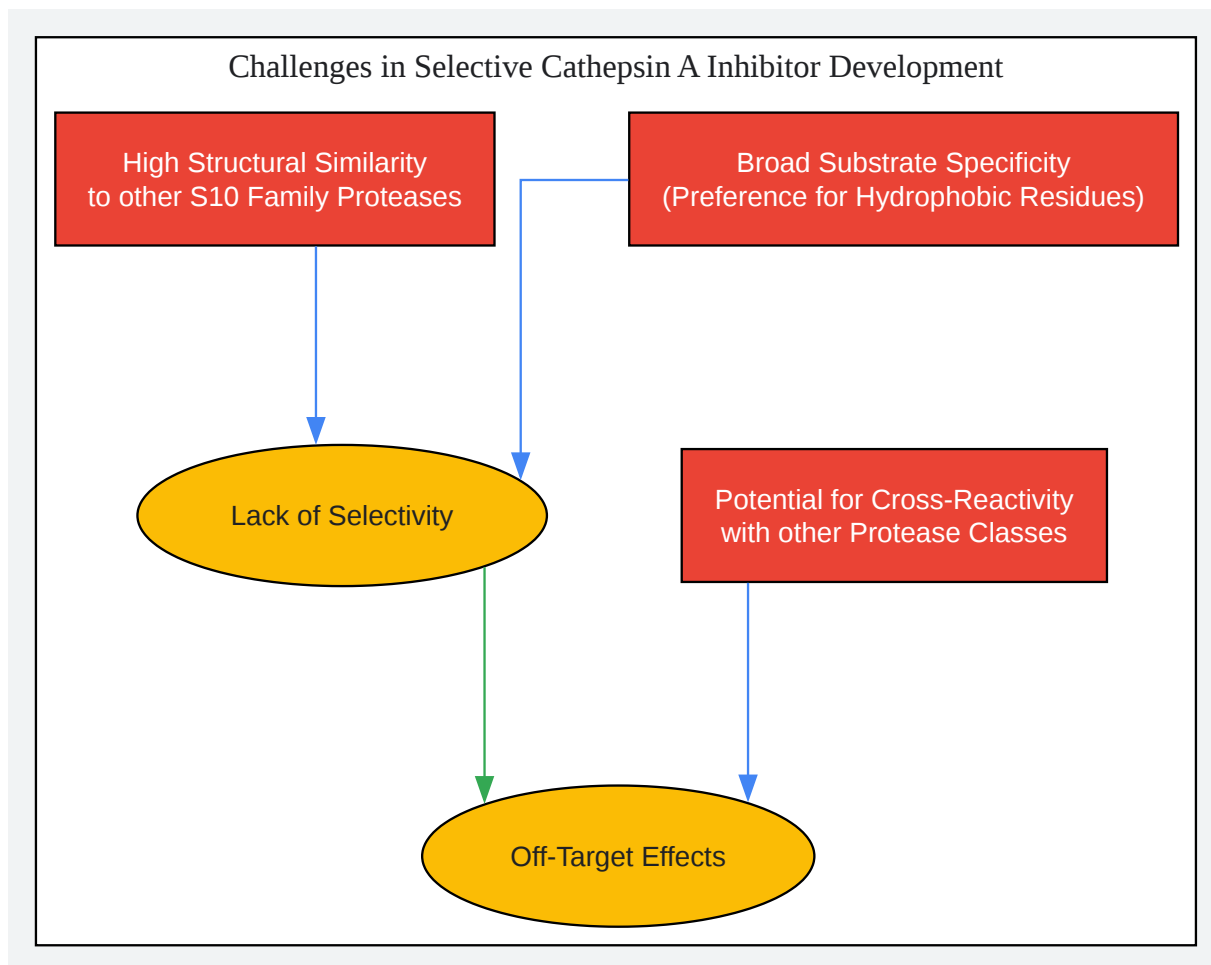 Challenges in Selective Cathepsin A Inhibitor Development
High Structural Similarity
to other S10 Family Proteases
Broad Substrate Specificity
(Preference for Hydrophobic Residues)
Lack of Selectivity
Potential for Cross-Reactivity
with other Protease Classes
Off-Target Effects